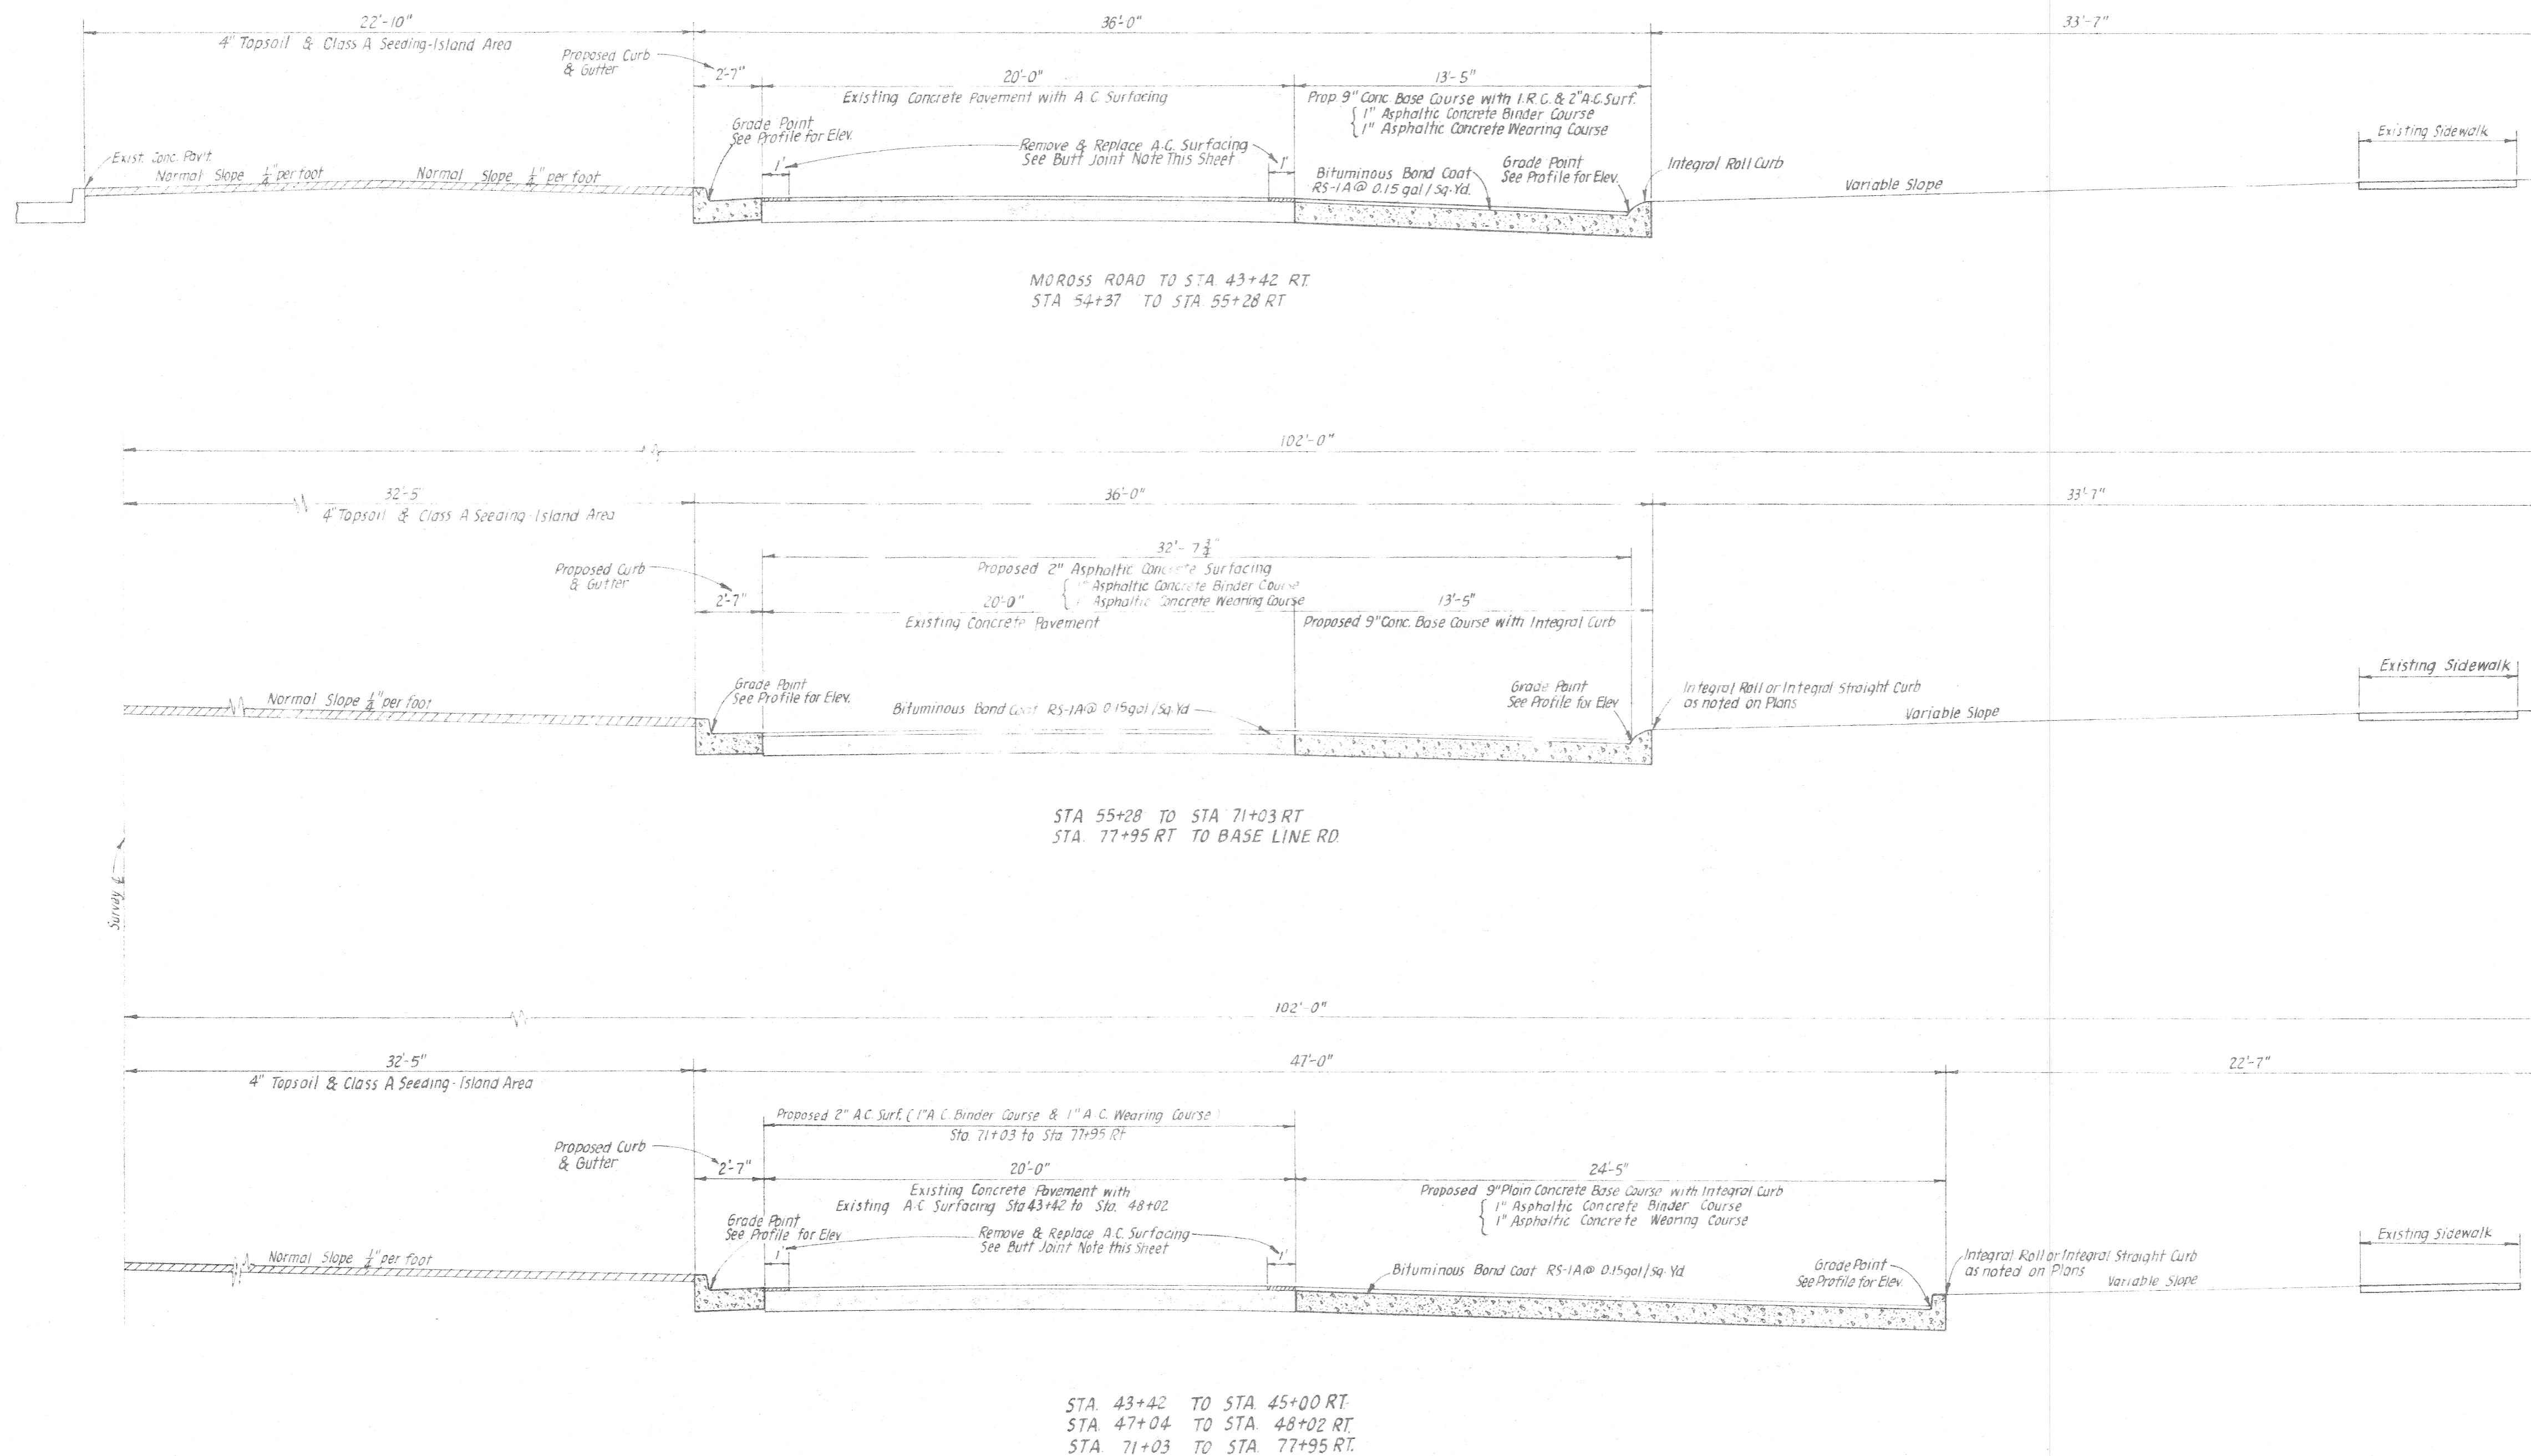 22'-10"
36'-0"
33'-7"
4" Topsoil & Class A Seeding-Island Area
Proposed Curb
& Gutter
2'-7"
20'-0"
13'-5"
Existing Concrete Pavement with A.C. Surfacing
Prop. 9" Conc. Base Course with I.R.C. & 2" A.C. Surf.
{ 1" Asphaltic Concrete Binder Course
1" Asphaltic Concrete Wearing Course
Grade Point
See Profile for Elev.
Remove & Replace A.C. Surfacing
See Butt Joint Note This Sheet
1'
1'
Existing Sidewalk
Exist. Conc. Pav't.
Normal Slope 1/4" per foot
Normal Slope 1/4" per foot
Bituminous Bond Coat
RS-1A @ 0.15 gal / Sq. Yd.
Grade Point
See Profile for Elev.
Integral Roll Curb
Variable Slope
MOROSS ROAD TO STA. 43+42 RT.
STA 54+37 TO STA. 55+28 RT
102'-0"
32'-5"
36'-0"
33'-7"
4" Topsoil & Class A Seeding Island Area
32'-7 3/4"
Proposed 2" Asphaltic Concrete Surfacing
{ 1" Asphaltic Concrete Binder Course
1" Asphaltic Concrete Wearing Course
Proposed Curb
& Gutter
2'-7"
20'-0"
13'-5"
Existing Concrete Pavement
Proposed 9" Conc. Base Course with Integral Curb
Existing Sidewalk
Normal Slope 1/4" per foot
Grade Point
See Profile for Elev.
Bituminous Bond Coat RS-1A @ 0.15 gal / Sq. Yd
Grade Point
See Profile for Elev
Integral Roll or Integral Straight Curb
as noted on Plans
Variable Slope
STA 55+28 TO STA 71+03 RT
STA. 77+95 RT TO BASE LINE RD.
Survey ℄
102'-0"
32'-5"
47'-0"
22'-7"
4" Topsoil & Class A Seeding-Island Area
Proposed 2" A.C. Surf. (1" A.C. Binder Course & 1" A.C. Wearing Course)
Sta. 71+03 to Sta 77+95 Rt
Proposed Curb
& Gutter
2'-7"
20'-0"
24'-5"
Existing Concrete Pavement with
Existing A.C Surfacing Sta 43+42 to Sta. 48+02
Proposed 9" Plain Concrete Base Course with Integral Curb
{ 1" Asphaltic Concrete Binder Course
1" Asphaltic Concrete Wearing Course
Grade Point
See Profile for Elev
Remove & Replace A.C. Surfacing
See Butt Joint Note this Sheet
1'
1'
Existing Sidewalk
Normal Slope 1/4" per foot
Bituminous Bond Coat RS-1A @ 0.15gal/Sq. Yd
Grade Point
See Profile for Elev.
Integral Roll or Integral Straight Curb
as noted on Plans
Variable Slope
STA. 43+42 TO STA. 45+00 RT.
STA. 47+04 TO STA. 48+02 RT.
STA. 71+03 TO STA. 77+95 RT.